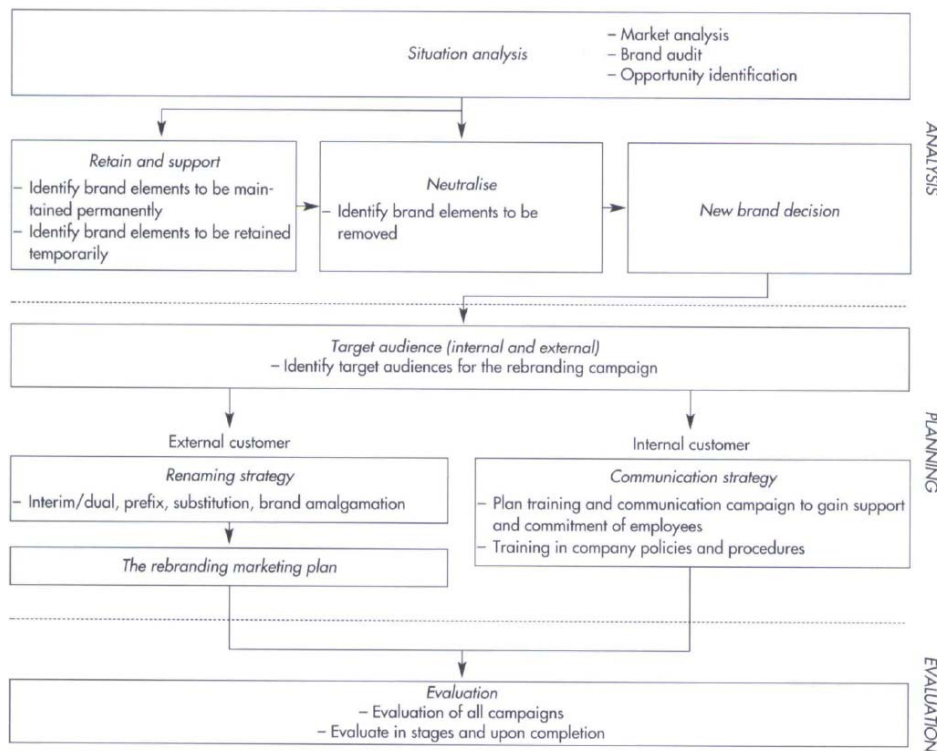 Situation analysis
– Market analysis
– Brand audit
– Opportunity identification
ANALYSIS
Retain and support
– Identify brand elements to be main-
tained permanently
– Identify brand elements to be retained
temporarily
Neutralise
– Identify brand elements to be
removed
New brand decision
Target audience (internal and external)
– Identify target audiences for the rebranding campaign
PLANNING
External customer
Renaming strategy
– Interim/dual, prefix, substitution, brand amalgamation
The rebranding marketing plan
Internal customer
Communication strategy
– Plan training and communication campaign to gain support
and commitment of employees
– Training in company policies and procedures
EVALUATION
Evaluation
– Evaluation of all campaigns
– Evaluate in stages and upon completion